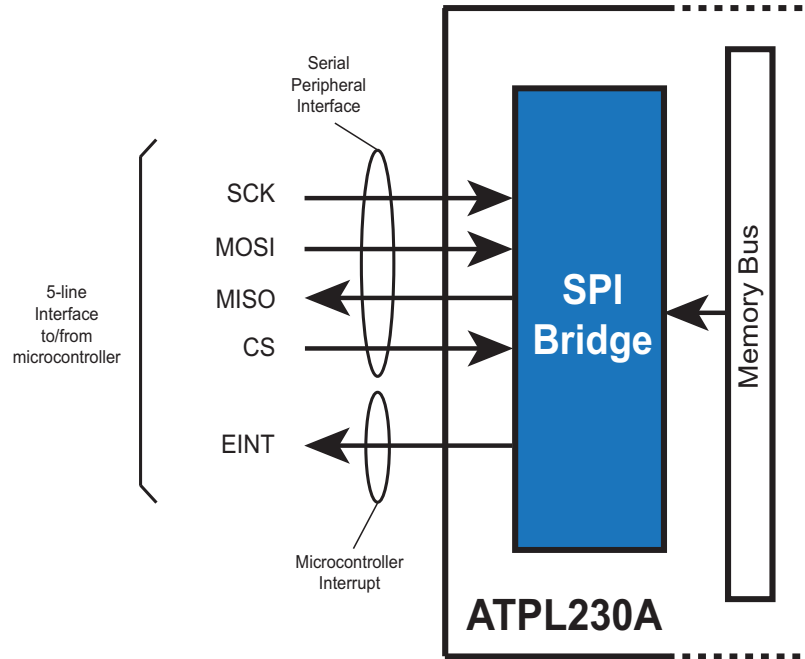 Serial
Peripheral
Interface
SCK
MOSI
MISO
CS
EINT
5-line
Interface
to/from
microcontroller
SPI
Bridge
Memory Bus
Microcontroller
Interrupt
ATPL230A